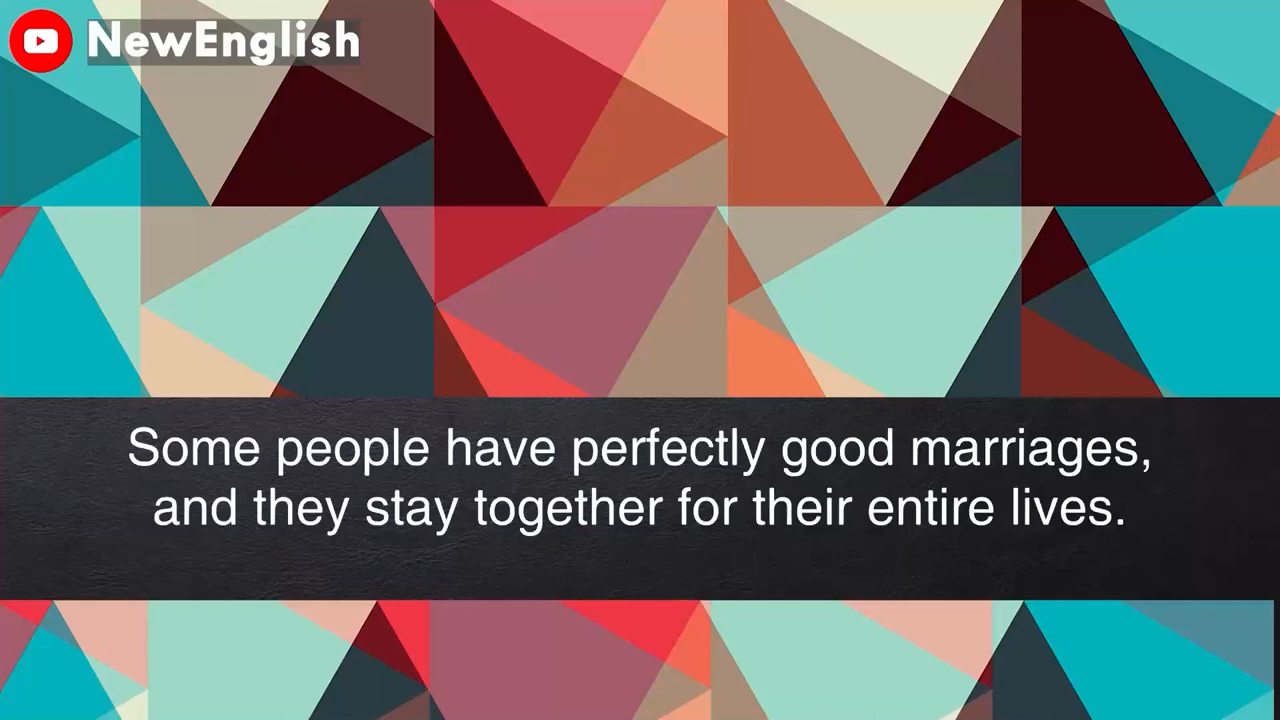 NewEnglish
Some people have perfectly good marriages,
and they stay together for their entire lives.